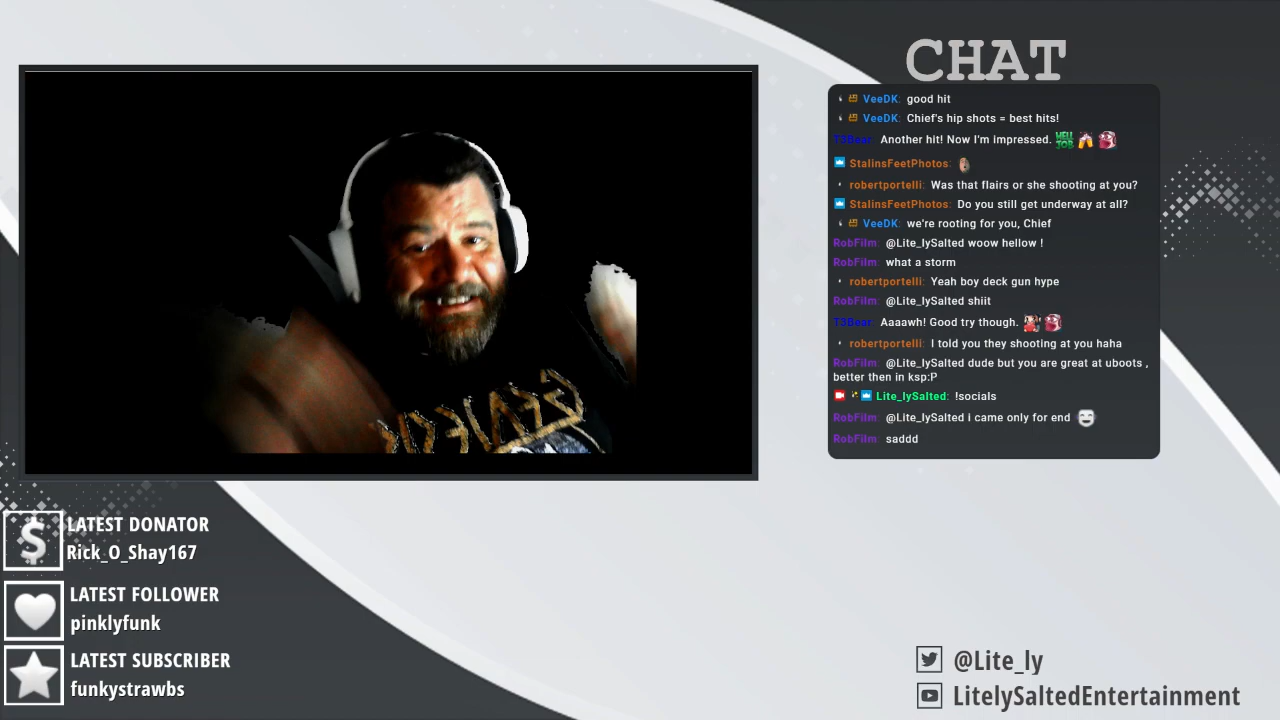 CHAT
VeeDK: good hit
VeeDK: Chief's hip shots = best hits!
T3Bear: Another hit! Now I'm impressed. HELL JOB
StalinsFeetPhotos:
robertportelli: Was that flairs or she shooting at you?
StalinsFeetPhotos: Do you still get underway at all?
VeeDK: we're rooting for you, Chief
RobFilm: @Lite_lySalted woow hellow !
RobFilm: what a storm
robertportelli: Yeah boy deck gun hype
RobFilm: @Lite_lySalted shiit
T3Bear: Aaaawh! Good try though.
robertportelli: I told you they shooting at you haha
RobFilm: @Lite_lySalted dude but you are great at uboots ,
better then in ksp:P
Lite_lySalted: !socials
RobFilm: @Lite_lySalted i came only for end
RobFilm: saddd
LATEST DONATOR
Rick_O_Shay167
LATEST FOLLOWER
pinklyfunk
LATEST SUBSCRIBER
funkystrawbs
@Lite_ly
LitelySaltedEntertainment